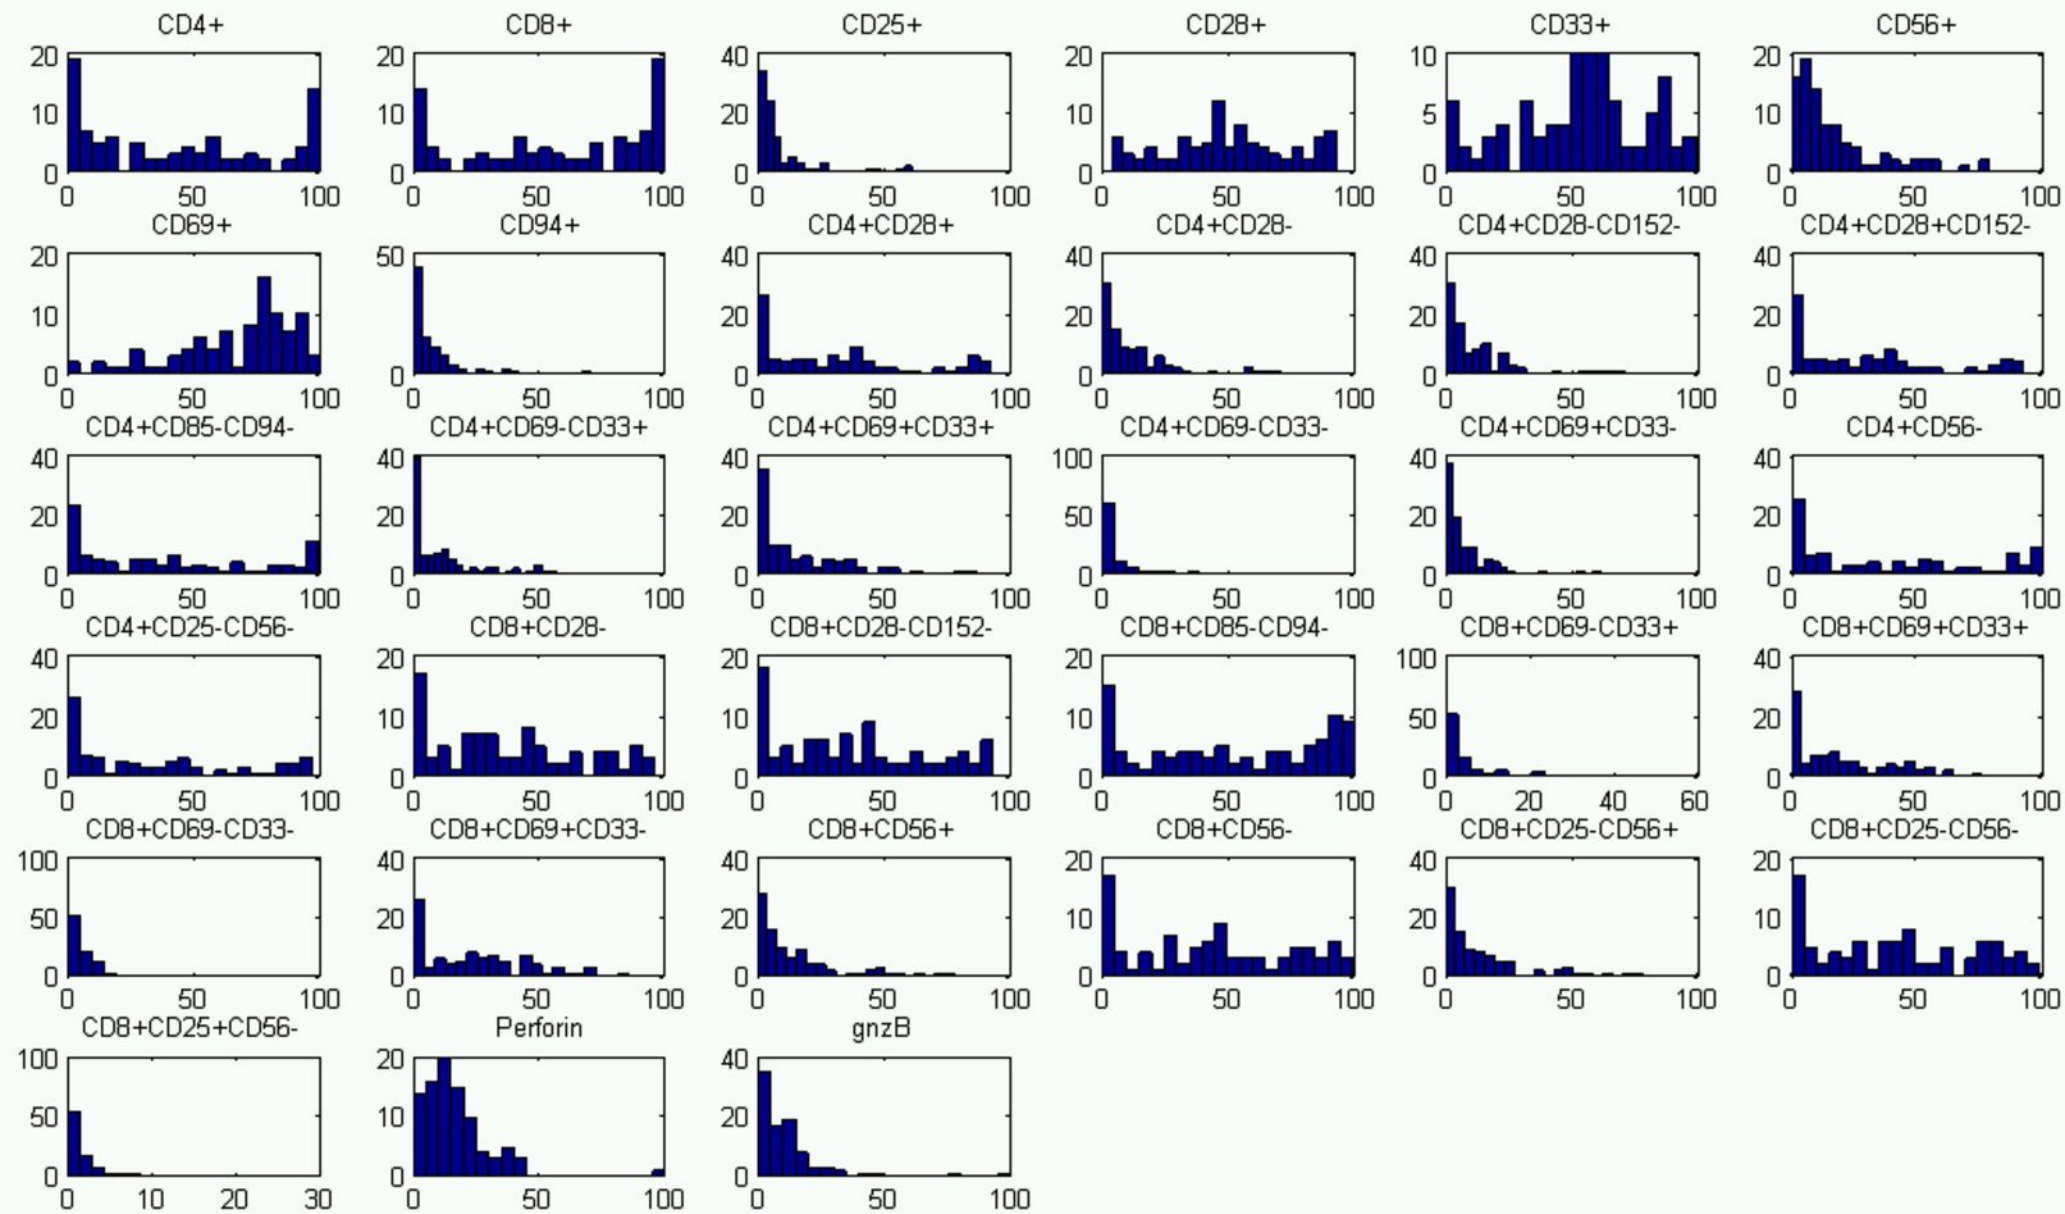 CD4+ CD8+ CD25+ CD28+ CD33+ CD56+
20 20 40 20 10 20
10 10 20 10 5 10
0 0 0 0 0 0
0 50 100 0 50 100 0 50 100 0 50 100 0 50 100 0 50 100
CD69+ CD94+ CD4+CD28+ CD4+CD28- CD4+CD28-CD152- CD4+CD28+CD152-
20 50 40 40 40 40
10 20 20 20 20
0 0 0 0 0 0
0 50 100 0 50 100 0 50 100 0 50 100 0 50 100 0 50 100
CD4+CD85-CD94- CD4+CD69-CD33+ CD4+CD69+CD33+ CD4+CD69-CD33- CD4+CD69+CD33- CD4+CD56-
40 40 40 100 40 40
20 20 20 50 20 20
0 0 0 0 0 0
0 50 100 0 50 100 0 50 100 0 50 100 0 50 100 0 50 100
CD4+CD25-CD56- CD8+CD28- CD8+CD28-CD152- CD8+CD85-CD94- CD8+CD69-CD33+ CD8+CD69+CD33+
40 20 20 20 100 40
20 10 10 10 50 20
0 0 0 0 0 0
0 50 100 0 50 100 0 50 100 0 50 100 0 20 40 60 0 50 100
CD8+CD69-CD33- CD8+CD69+CD33- CD8+CD56+ CD8+CD56- CD8+CD25-CD56+ CD8+CD25-CD56-
100 40 40 20 40 20
50 20 20 10 20 10
0 0 0 0 0 0
0 50 100 0 50 100 0 50 100 0 50 100 0 50 100 0 50 100
CD8+CD25+CD56- Perforin gnzB
100 20 40
50 10 20
0 0 0
0 10 20 30 0 50 100 0 50 100